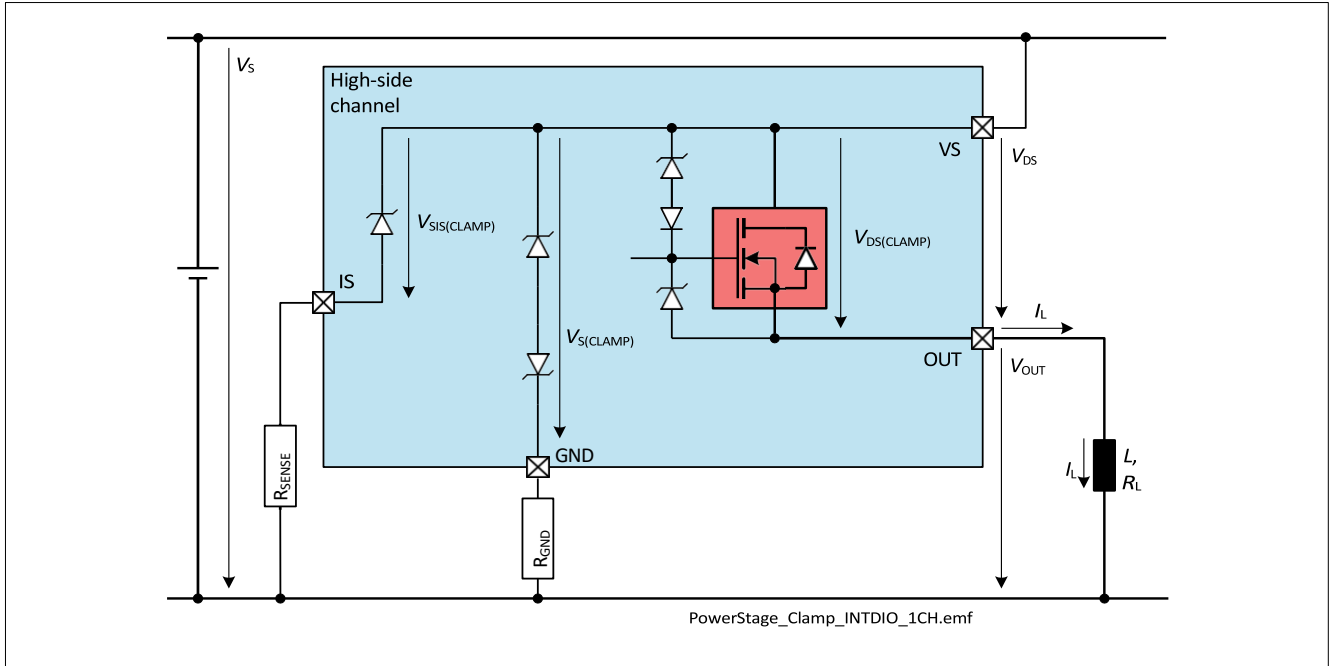 VS
High-side
channel
VS
VDS
VSIS(CLAMP)
VDS(CLAMP)
IS
IL
VS(CLAMP)
OUT
VOUT
GND
RSENSE
IL
L,
RL
RGND
PowerStage_Clamp_INTDIO_1CH.emf